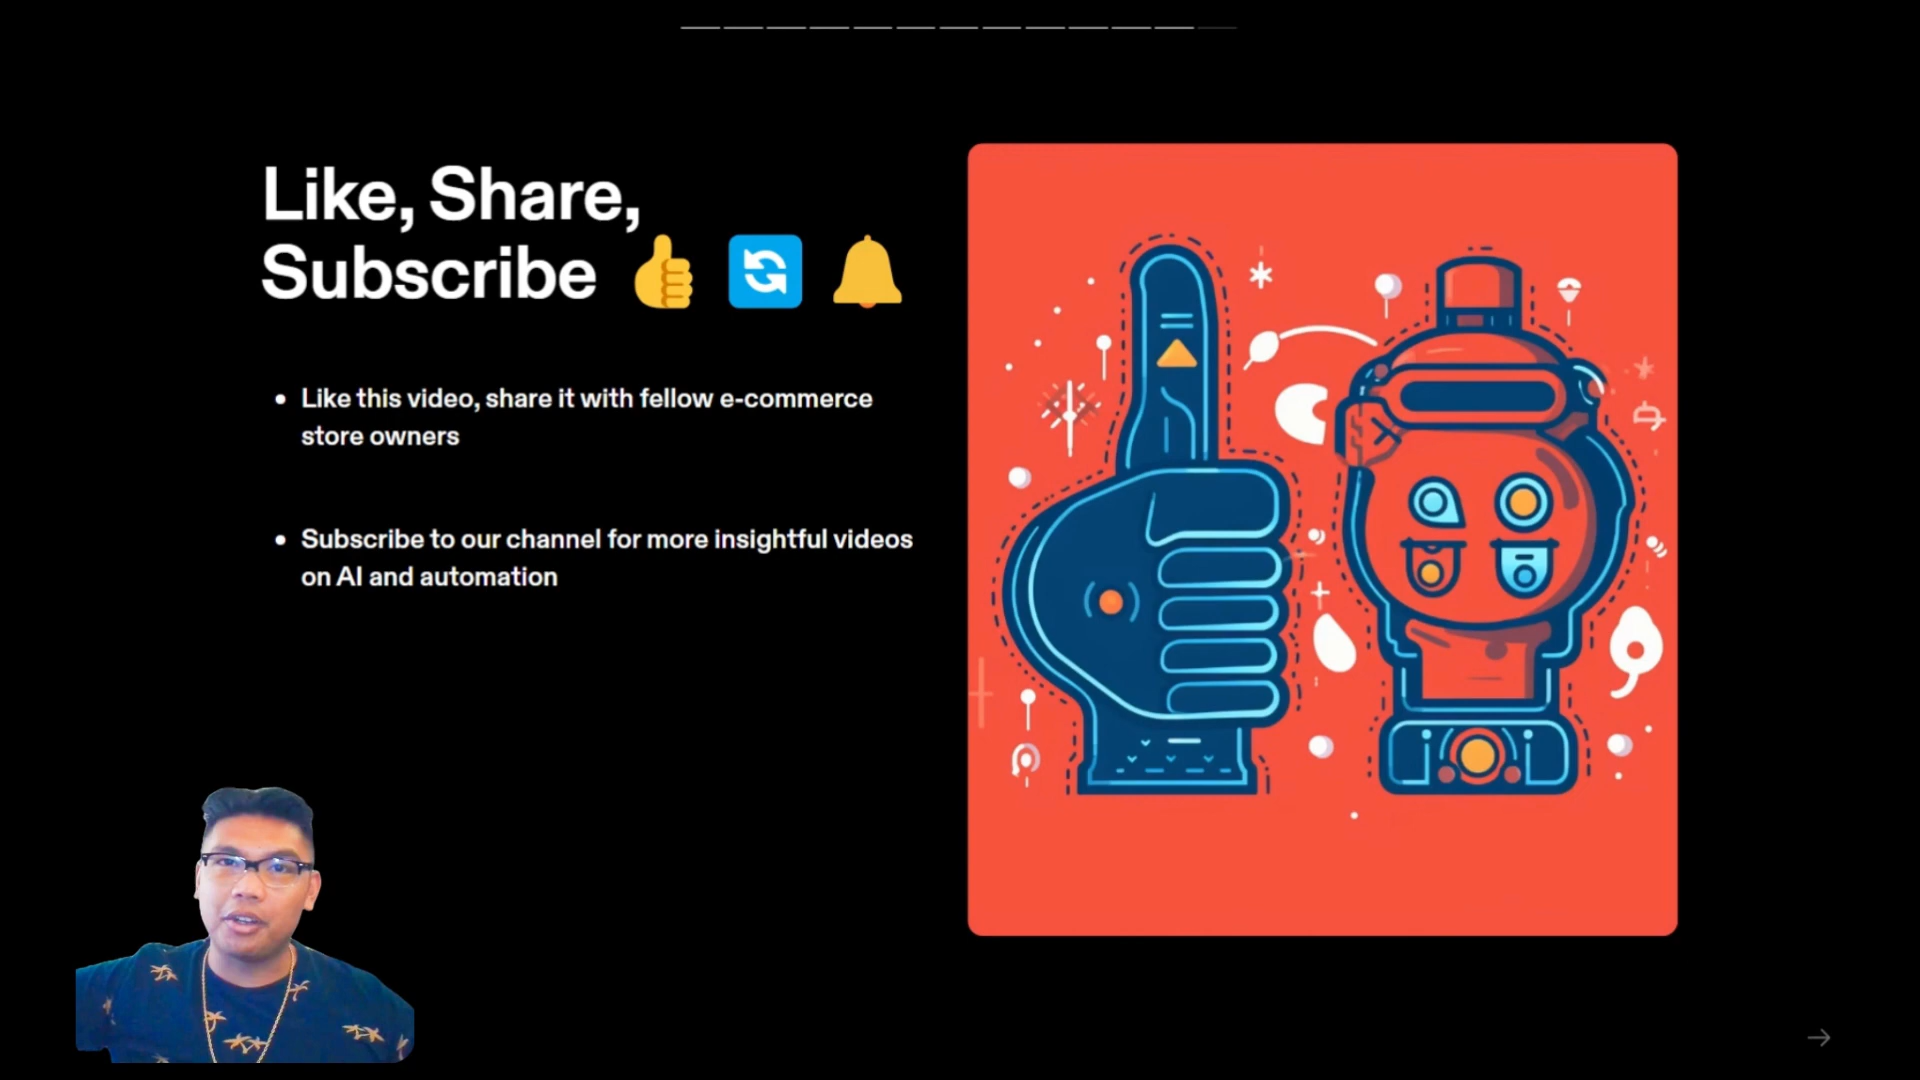 Like, Share,
Subscribe 👍 🔄 🔔
• Like this video, share it with fellow e-commerce
store owners
• Subscribe to our channel for more insightful videos
on AI and automation